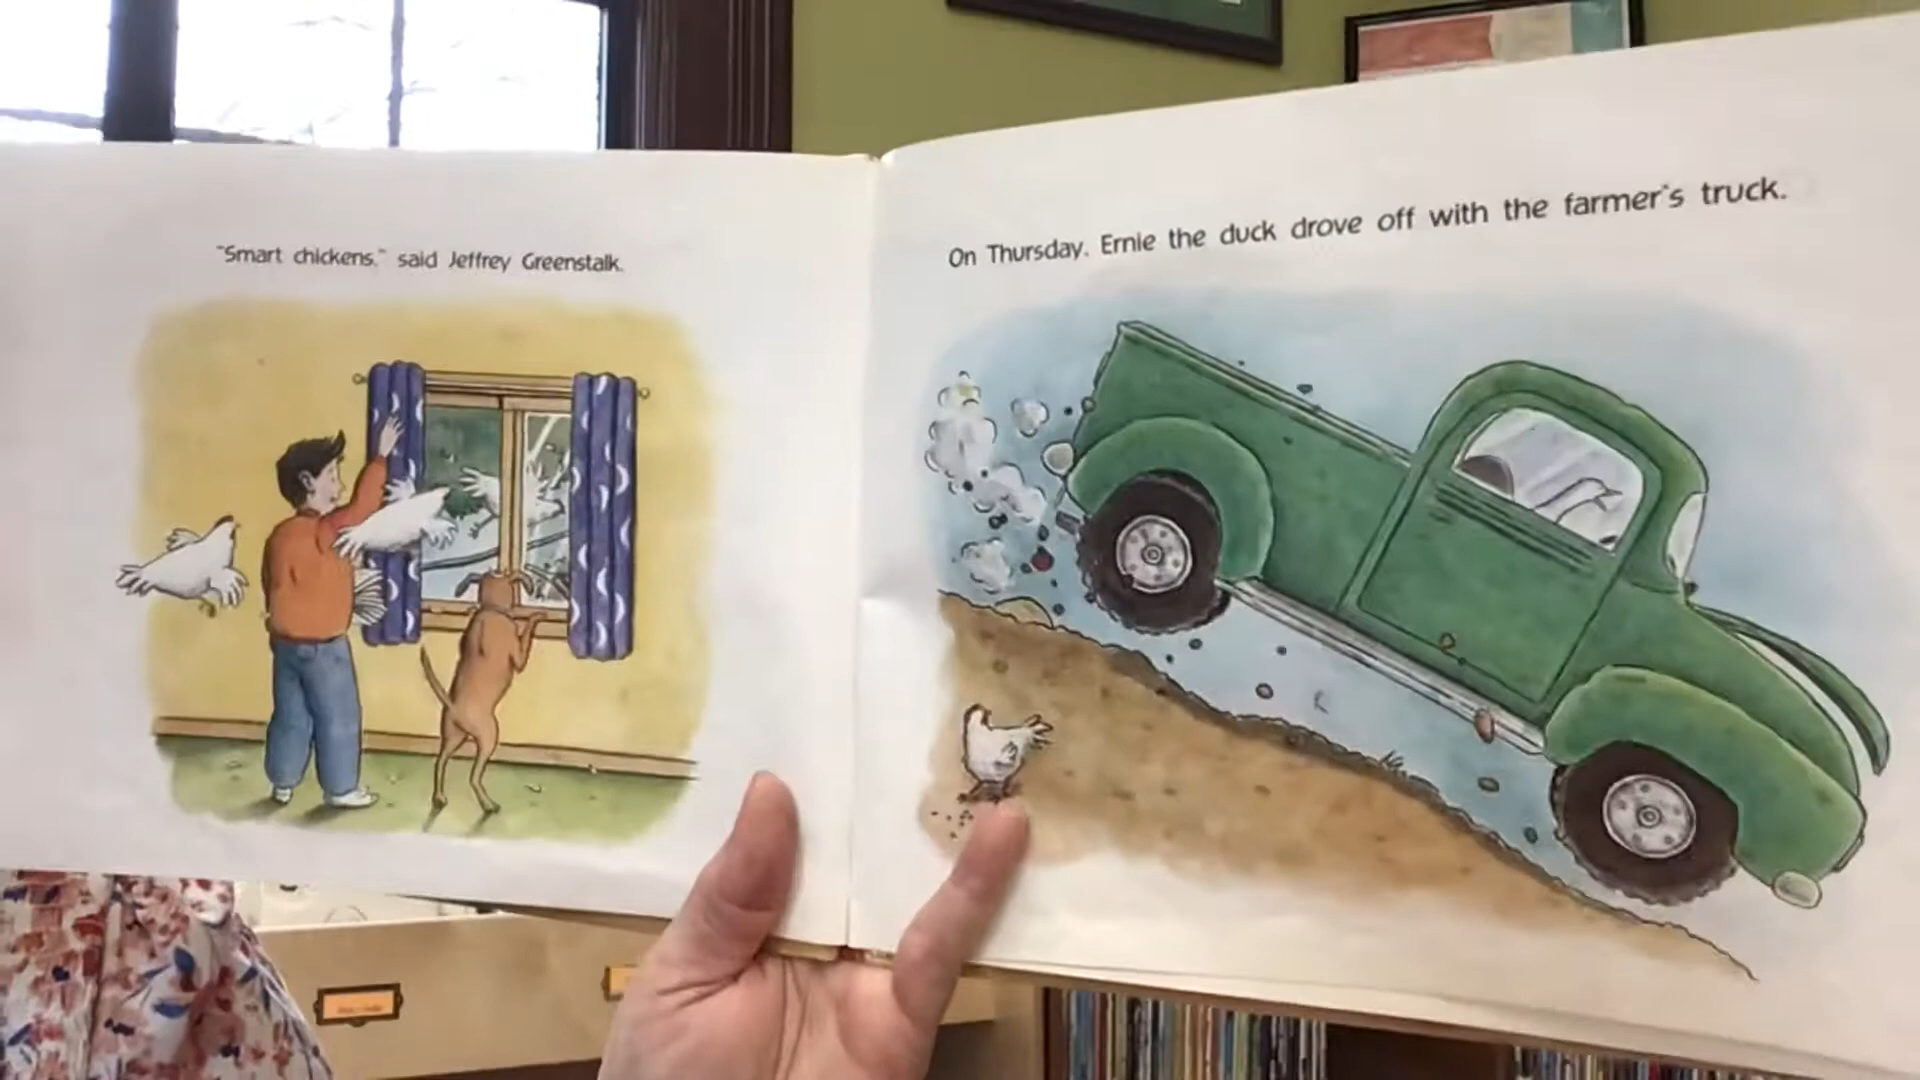 "Smart chickens," said Jeffrey Greenstalk.
On Thursday, Ernie the duck drove off with the farmer's truck.